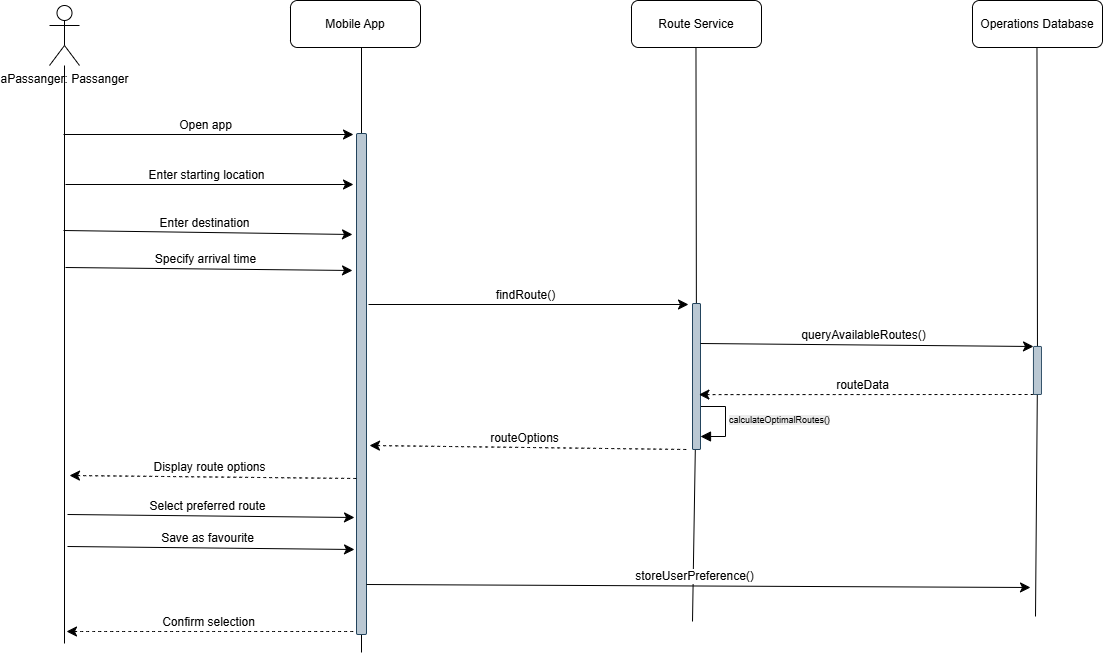 Mobile App
Route Service
Operations Database
aPassanger: Passanger
Open app
Enter starting location
Enter destination
Specify arrival time
findRoute()
queryAvailableRoutes()
routeData
calculateOptimalRoutes()
routeOptions
Display route options
Select preferred route
Save as favourite
storeUserPreference()
Confirm selection